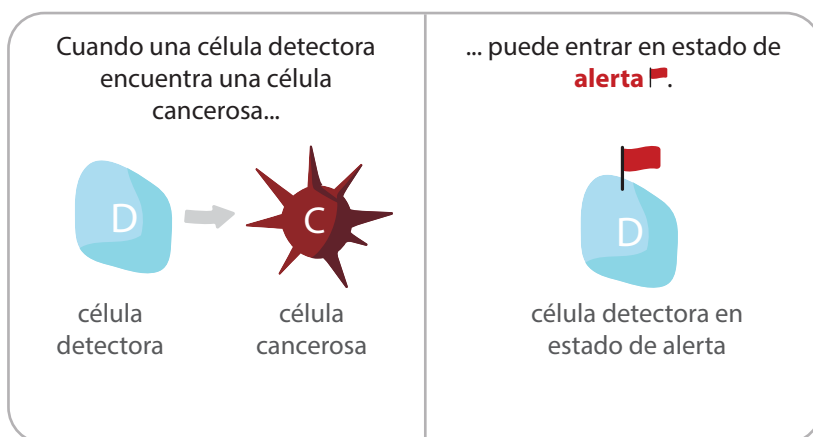 Cuando una célula detectora
encuentra una célula
cancerosa...
D
C
célula
detectora
célula
cancerosa
... puede entrar en estado de
alerta .
D
célula detectora en
estado de alerta